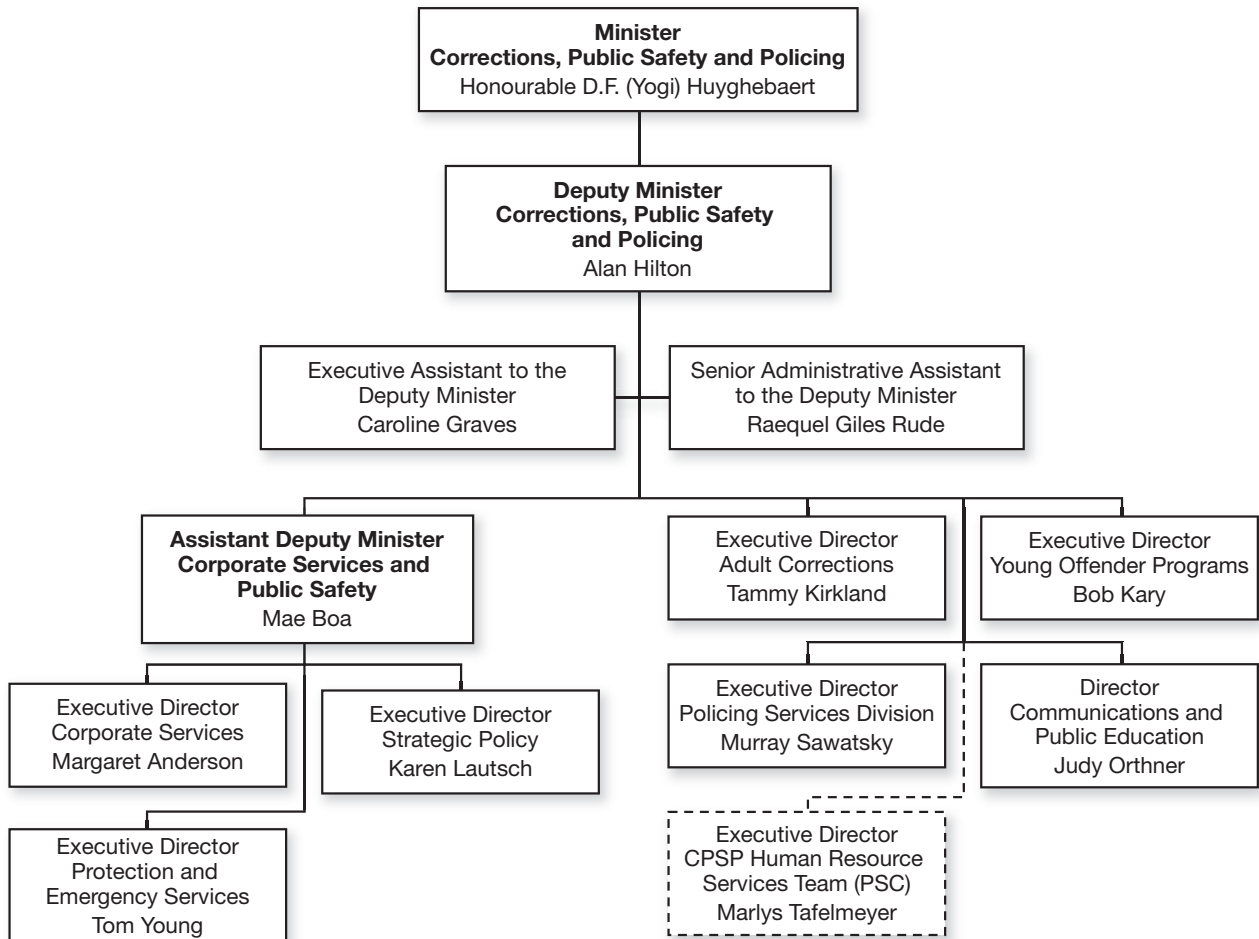 Minister
Corrections, Public Safety and Policing
Honourable D.F. (Yogi) Huyghebaert
Deputy Minister
Corrections, Public Safety
and Policing
Alan Hilton
Executive Assistant to the
Deputy Minister
Caroline Graves
Senior Administrative Assistant
to the Deputy Minister
Raequel Giles Rude
Assistant Deputy Minister
Corporate Services and
Public Safety
Mae Boa
Executive Director
Adult Corrections
Tammy Kirkland
Executive Director
Young Offender Programs
Bob Kary
Executive Director
Corporate Services
Margaret Anderson
Executive Director
Strategic Policy
Karen Lautsch
Executive Director
Policing Services Division
Murray Sawatsky
Director
Communications and
Public Education
Judy Orthner
Executive Director
Protection and
Emergency Services
Tom Young
Executive Director
CPSP Human Resource
Services Team (PSC)
Marlys Tafelmeyer